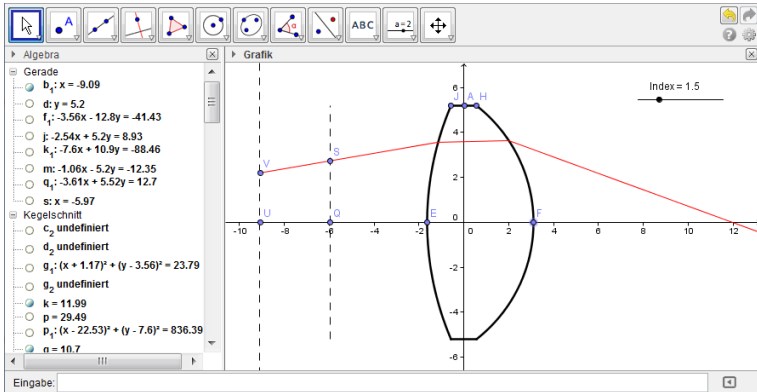 A
ABC
a=2
Algebra
Grafik
Gerade
b₁: x = -9.09
d: y = 5.2
f₁: -3.56x - 12.8y = -41.43
j: -2.54x + 5.2y = 8.93
k₁: -7.6x + 10.9y = -88.46
m: -1.06x - 5.2y = -12.35
q₁: -3.61x + 5.52y = 12.7
s: x = -5.97
Kegelschnitt
c₂ undefiniert
d₂ undefiniert
g₁: (x + 1.17)² + (y - 3.56)² = 23.79
g₂ undefiniert
k = 11.99
p = 29.49
p₁: (x - 22.53)² + (y - 7.6)² = 836.39
q = 10.7
Index = 1.5
6
J A H
4
V S
2
U Q E 0 F
-10 -8 -6 -4 -2 0 2 4 6 8 10 12
-2
-4
-6
Eingabe: